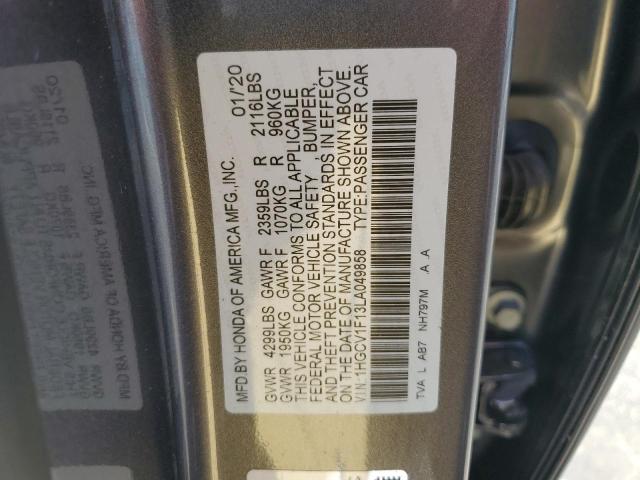 MFD.BY HONDA OF AMERICA MFG.,INC. 01/'20
GVWR 4299LBS GAWR F 2359LBS R 2116LBS
GVWR 1950KG GAWR F 1070KG R 960KG
THIS VEHICLE CONFORMS TO ALL APPLICABLE
FEDERAL MOTOR VEHICLE SAFETY , BUMPER,
AND THEFT PREVENTION STANDARDS IN EFFECT
ON THE DATE OF MANUFACTURE SHOWN ABOVE.
V.I.N:1HGCV1F13LA049858 TYPE:PASSENGER CAR
TVA L AB7 NH797M A A